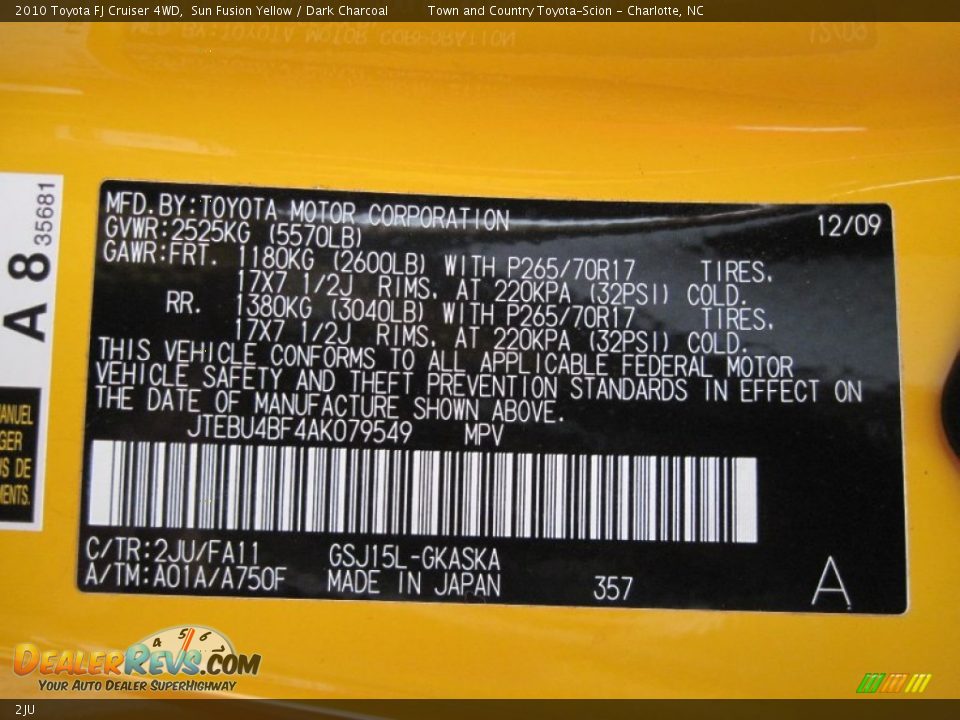 2010 Toyota FJ Cruiser 4WD, Sun Fusion Yellow / Dark Charcoal Town and Country Toyota-Scion - Charlotte, NC
A 8 35681
MFD.BY:TOYOTA MOTOR CORPORATION 12/09
GVWR:2525KG (5570LB)
GAWR:FRT. 1180KG (2600LB) WITH P265/70R17 TIRES,
17X7 1/2J RIMS, AT 220KPA (32PSI) COLD.
RR. 1380KG (3040LB) WITH P265/70R17 TIRES,
17X7 1/2J RIMS, AT 220KPA (32PSI) COLD.
THIS VEHICLE CONFORMS TO ALL APPLICABLE FEDERAL MOTOR
VEHICLE SAFETY AND THEFT PREVENTION STANDARDS IN EFFECT ON
THE DATE OF MANUFACTURE SHOWN ABOVE.
JTEBU4BF4AK079549 MPV
C/TR:2JU/FA11 GSJ15L-GKASKA
A/TM:A01A/A750F MADE IN JAPAN 357 A
4 5 6
DEALERREVS.COM
YOUR AUTO DEALER SUPERHIGHWAY
2JU